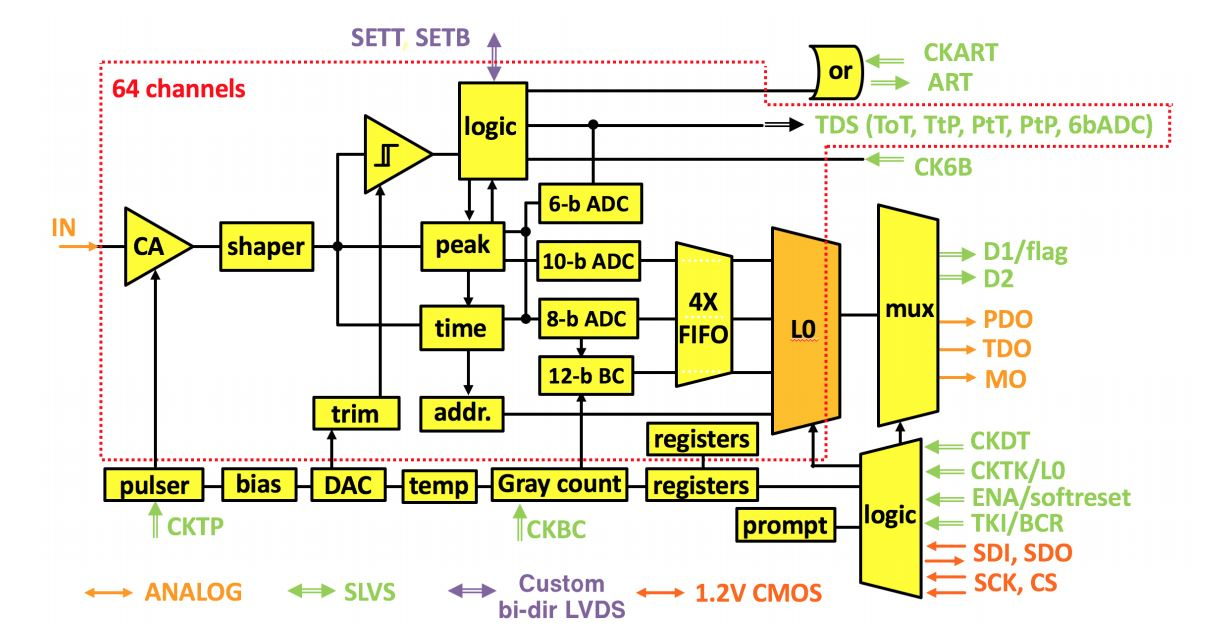 SETT, SETB
CKART
or
ART
64 channels
logic
TDS (ToT, TtP, PtT, PtP, 6bADC)
CK6B
6-b ADC
IN
CA
shaper
peak
10-b ADC
D1/flag
D2
4X
FIFO
mux
PDO
time
8-b ADC
L0
TDO
12-b BC
MO
trim
addr.
registers
CKDT
pulser
bias
DAC
temp
Gray count
registers
CKTK/L0
ENA/softreset
logic
prompt
TKI/BCR
CKTP
CKBC
SDI, SDO
SCK, CS
ANALOG
SLVS
Custom
bi-dir LVDS
1.2V CMOS